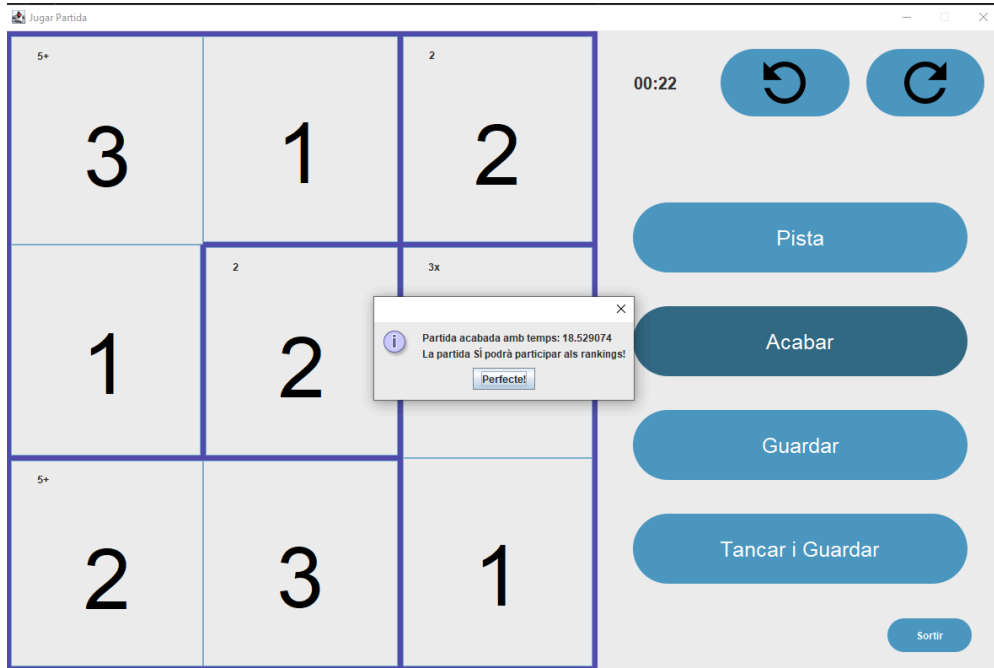 Jugar Partida
5+
2
00:22
3
1
2
Pista
2
3x
1
2
Partida acabada amb temps: 18.529074
La partida SÌ podrà participar als rankings!
Perfecte!
Acabar
Guardar
5+
2
3
1
Tancar i Guardar
Sortir